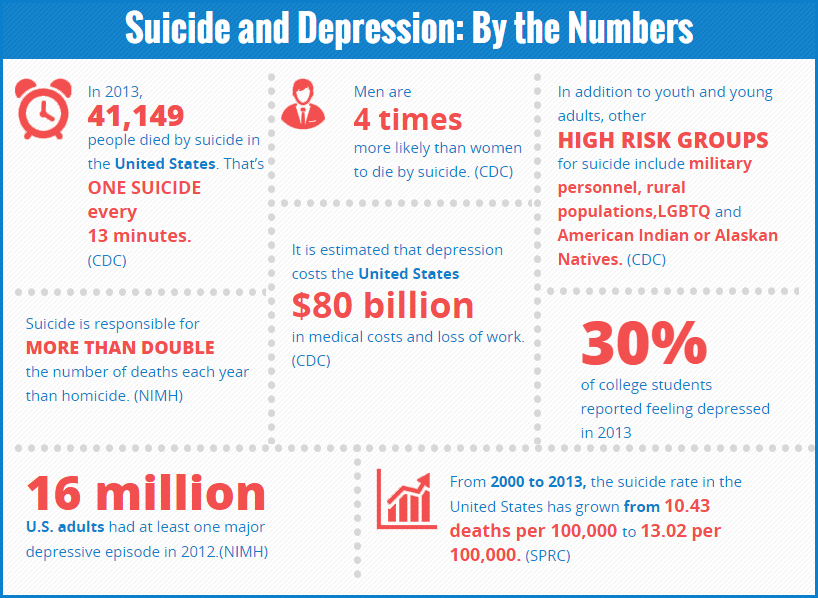 Suicide and Depression: By the Numbers
In 2013,
41,149
people died by suicide in
the United States. That's
ONE SUICIDE
every
13 minutes.
(CDC)
Suicide is responsible for
MORE THAN DOUBLE
the number of deaths each year
than homicide. (NIMH)
Men are
4 times
more likely than women
to die by suicide. (CDC)
It is estimated that depression
costs the United States
$80 billion
in medical costs and loss of work.
(CDC)
In addition to youth and young
adults, other
HIGH RISK GROUPS
for suicide include military
personnel, rural
populations,LGBTQ and
American Indian or Alaskan
Natives. (CDC)
30%
of college students
reported feeling depressed
in 2013
16 million
U.S. adults had at least one major
depressive episode in 2012.(NIMH)
From 2000 to 2013, the suicide rate in the
United States has grown from 10.43
deaths per 100,000 to 13.02 per
100,000. (SPRC)